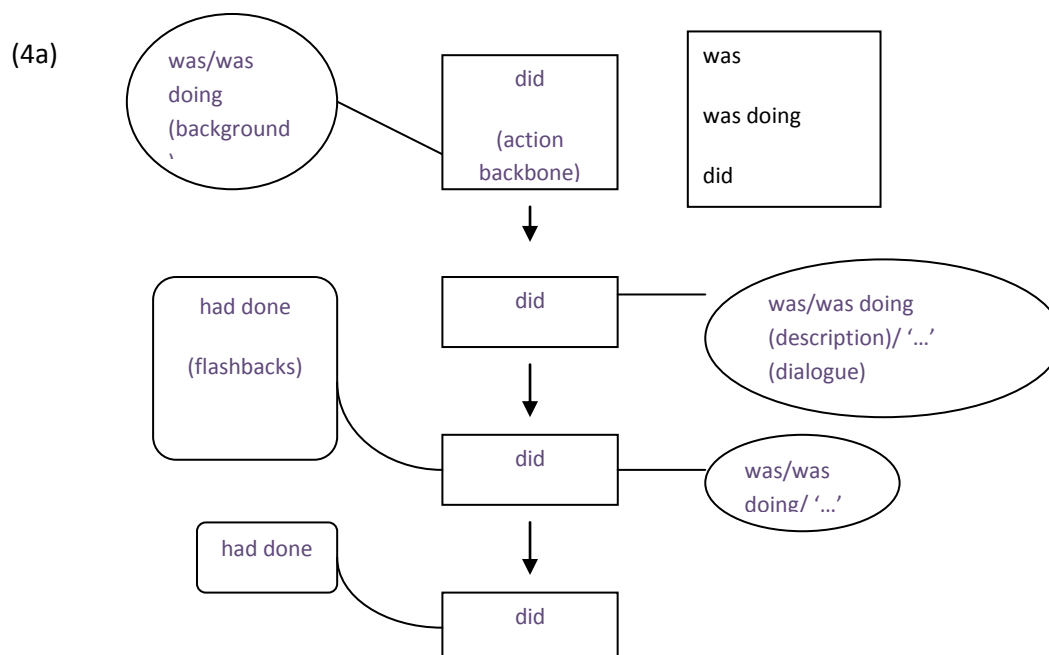 (4a)
was/was
doing
(background
)
did
(action
backbone)
was
was doing
did
did
was/was doing
(description)/ ‘…’
(dialogue)
had done
(flashbacks)
did
was/was
doing/ ‘…’
had done
did